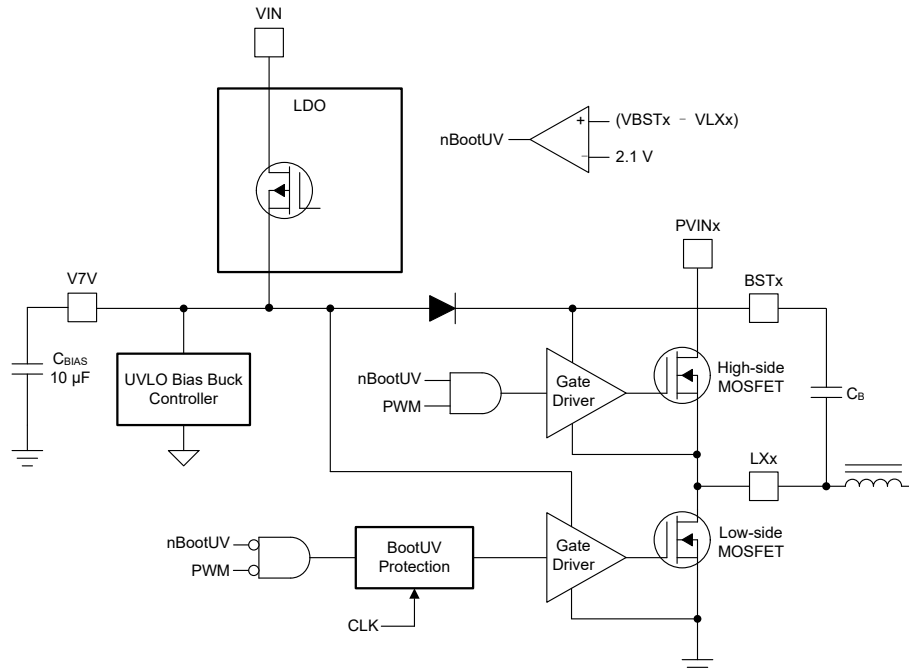 VIN
LDO
nBootUV
+
(VBSTx - VLXx)
-
2.1 V
PVINx
V7V
BSTx
CBIAS
10 µF
UVLO Bias Buck
Controller
nBootUV
PWM
Gate
Driver
High-side
MOSFET
CB
LXx
nBootUV
PWM
BootUV
Protection
Gate
Driver
Low-side
MOSFET
CLK